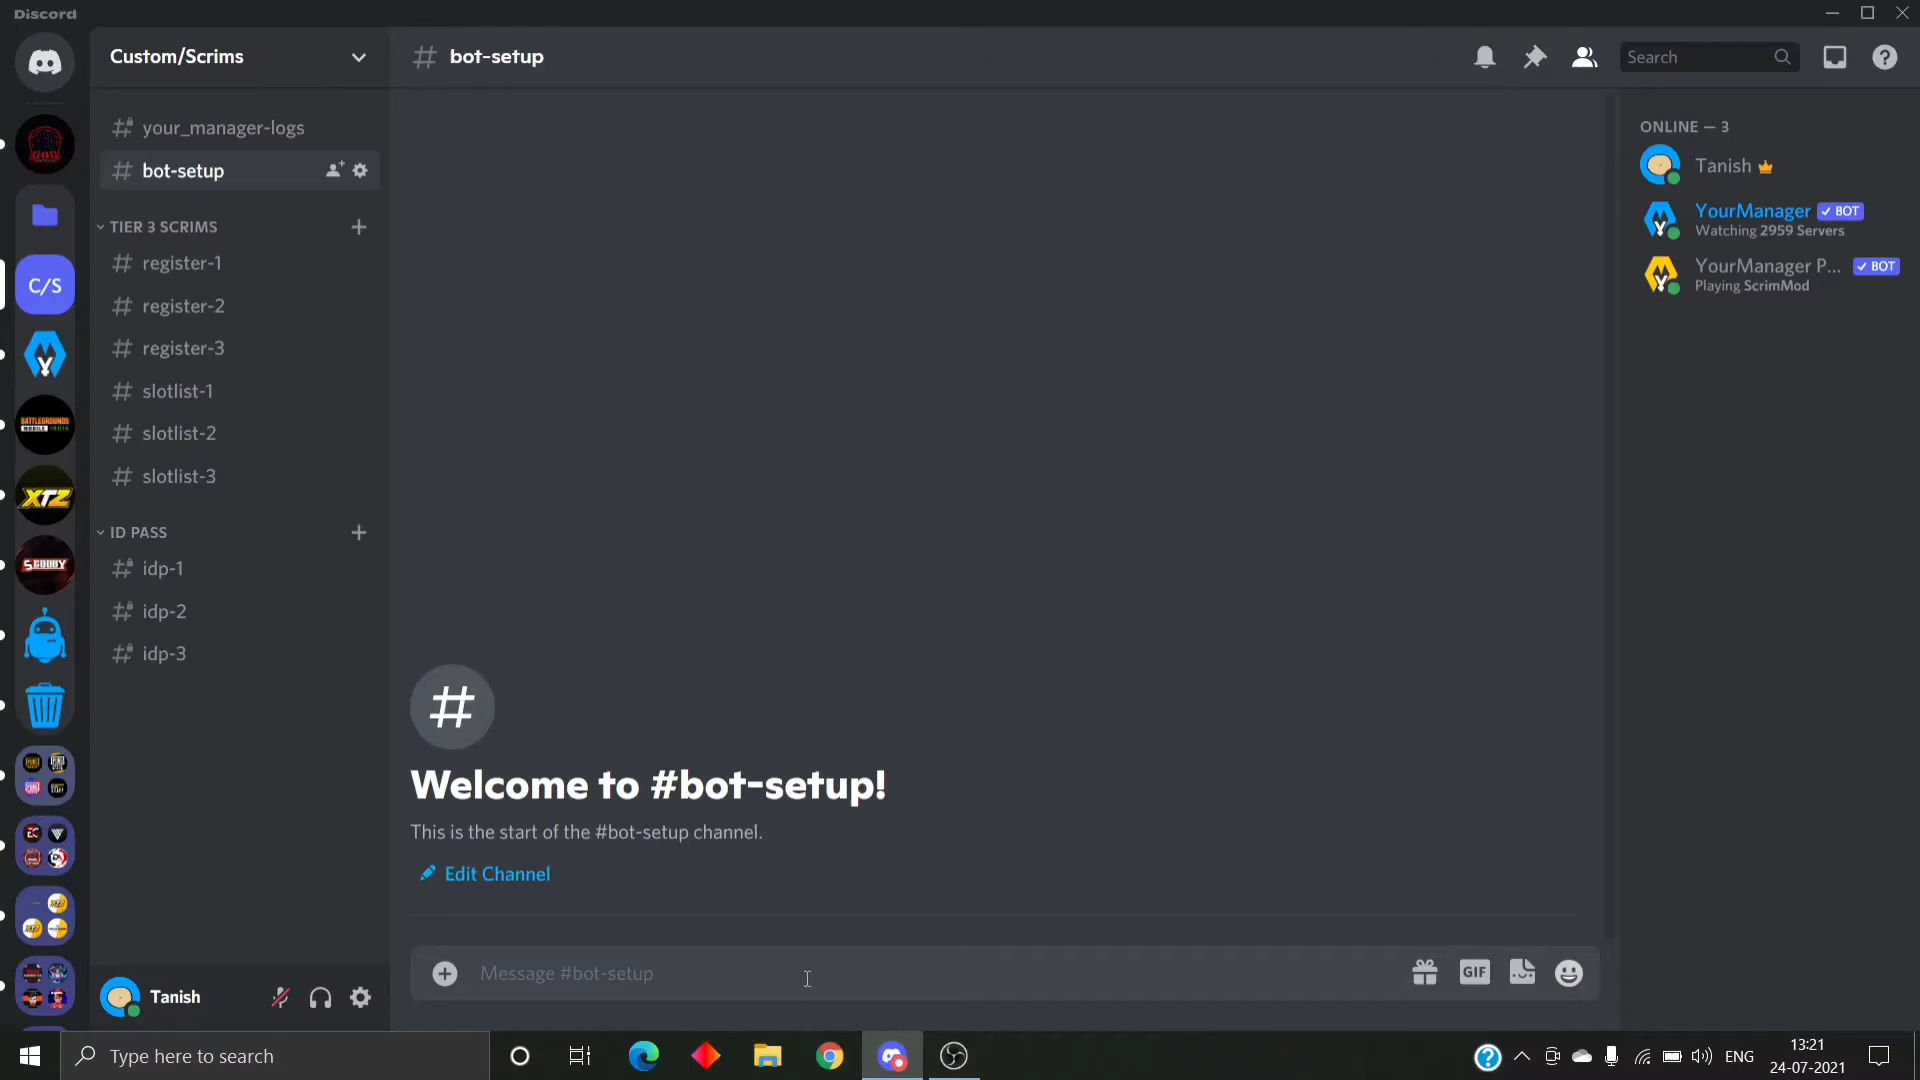 Discord
Custom/Scrims
bot-setup
Search
your_manager-logs
bot-setup
TIER 3 SCRIMS
register-1
register-2
register-3
slotlist-1
slotlist-2
slotlist-3
ID PASS
idp-1
idp-2
idp-3
C/S
BATTLEGROUNDS
MOBILE INDIA
XTZ
Welcome to #bot-setup!
This is the start of the #bot-setup channel.
Edit Channel
Message #bot-setup
GIF
ONLINE — 3
Tanish
YourManager BOT
Watching 2959 Servers
YourManager P... BOT
Playing ScrimMod
Tanish
Type here to search
ENG
13:21
24-07-2021